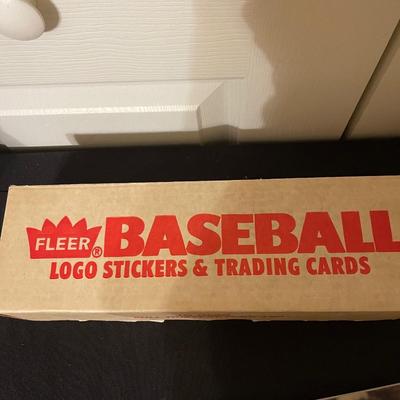 FLEER® BASEBALL
LOGO STICKERS & TRADING CARDS